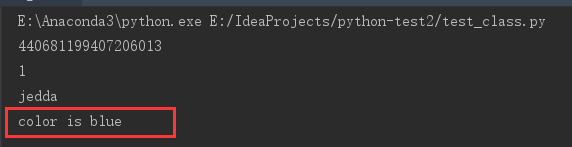 E:\Anaconda3\python.exe E:/IdeaProjects/python-test2/test_class.py
440681199407206013
1
jedda
color is blue